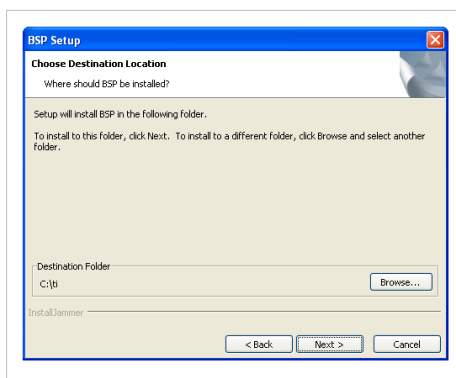 BSP Setup
Choose Destination Location
Where should BSP be installed?
Setup will install BSP in the following folder.
To install to this folder, click Next. To install to a different folder, click Browse and select another
folder.
Destination Folder
C:\ti
Browse...
InstallJammer
< Back
Next >
Cancel